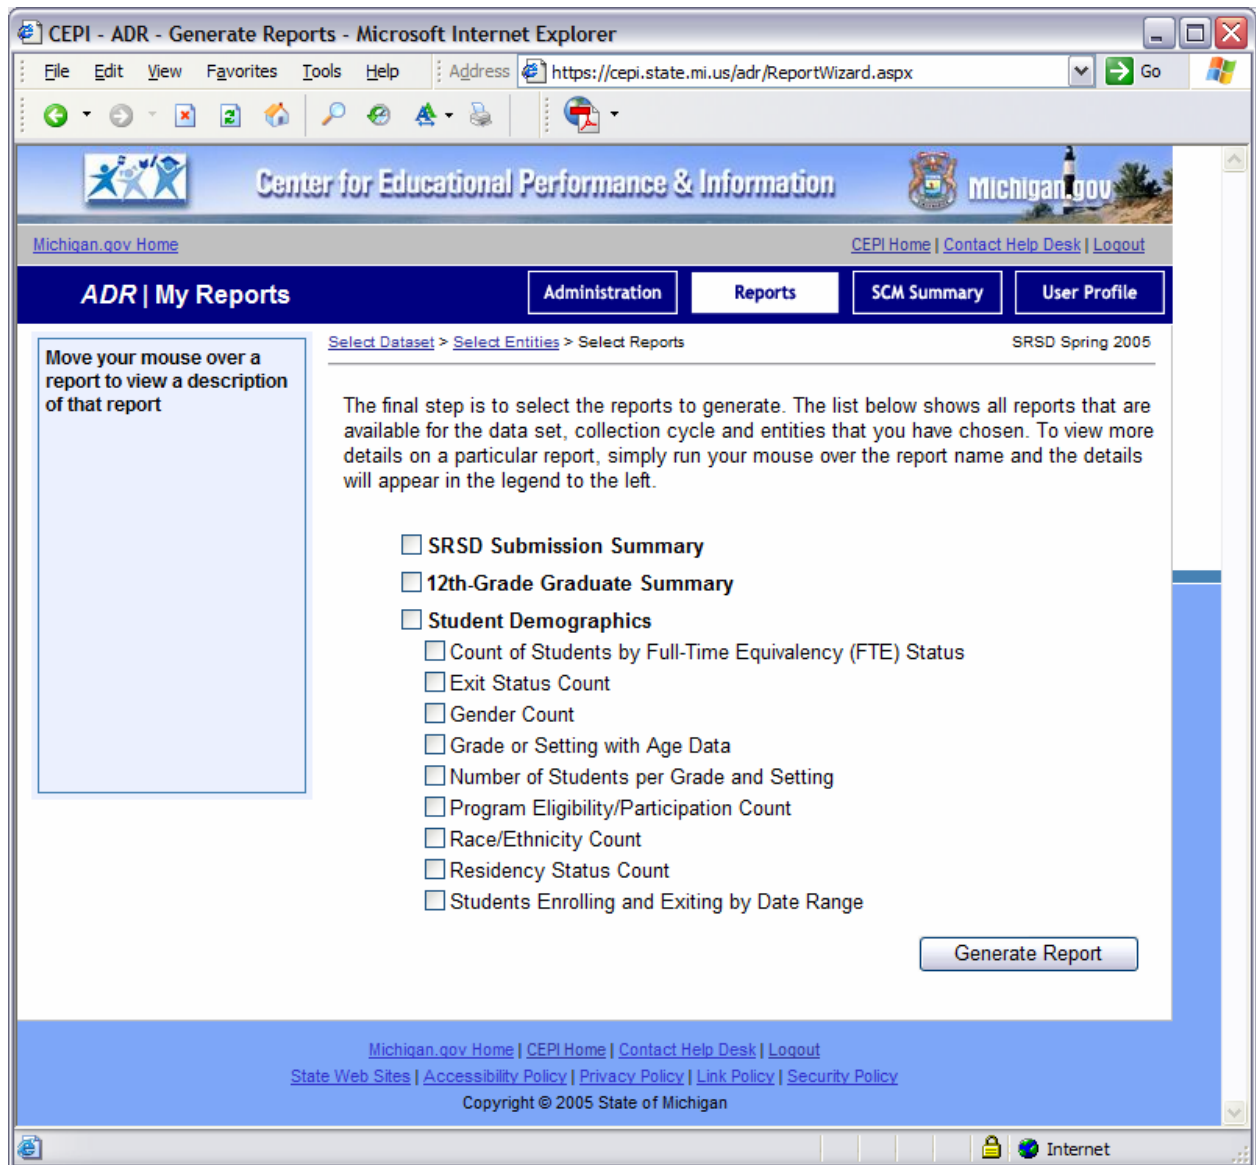 CEPI - ADR - Generate Reports - Microsoft Internet Explorer
File Edit View Favorites Tools Help Address https://cepi.state.mi.us/adr/ReportWizard.aspx Go
Center for Educational Performance & Information Michigan.gov
Michigan.gov Home CEPI Home | Contact Help Desk | Logout
ADR | My Reports Administration Reports SCM Summary User Profile
Move your mouse over a
report to view a description
of that report
Select Dataset > Select Entities > Select Reports SRSD Spring 2005
The final step is to select the reports to generate. The list below shows all reports that are
available for the data set, collection cycle and entities that you have chosen. To view more
details on a particular report, simply run your mouse over the report name and the details
will appear in the legend to the left.
SRSD Submission Summary
12th-Grade Graduate Summary
Student Demographics
Count of Students by Full-Time Equivalency (FTE) Status
Exit Status Count
Gender Count
Grade or Setting with Age Data
Number of Students per Grade and Setting
Program Eligibility/Participation Count
Race/Ethnicity Count
Residency Status Count
Students Enrolling and Exiting by Date Range
Generate Report
Michigan.gov Home | CEPI Home | Contact Help Desk | Logout
State Web Sites | Accessibility Policy | Privacy Policy | Link Policy | Security Policy
Copyright © 2005 State of Michigan
Internet